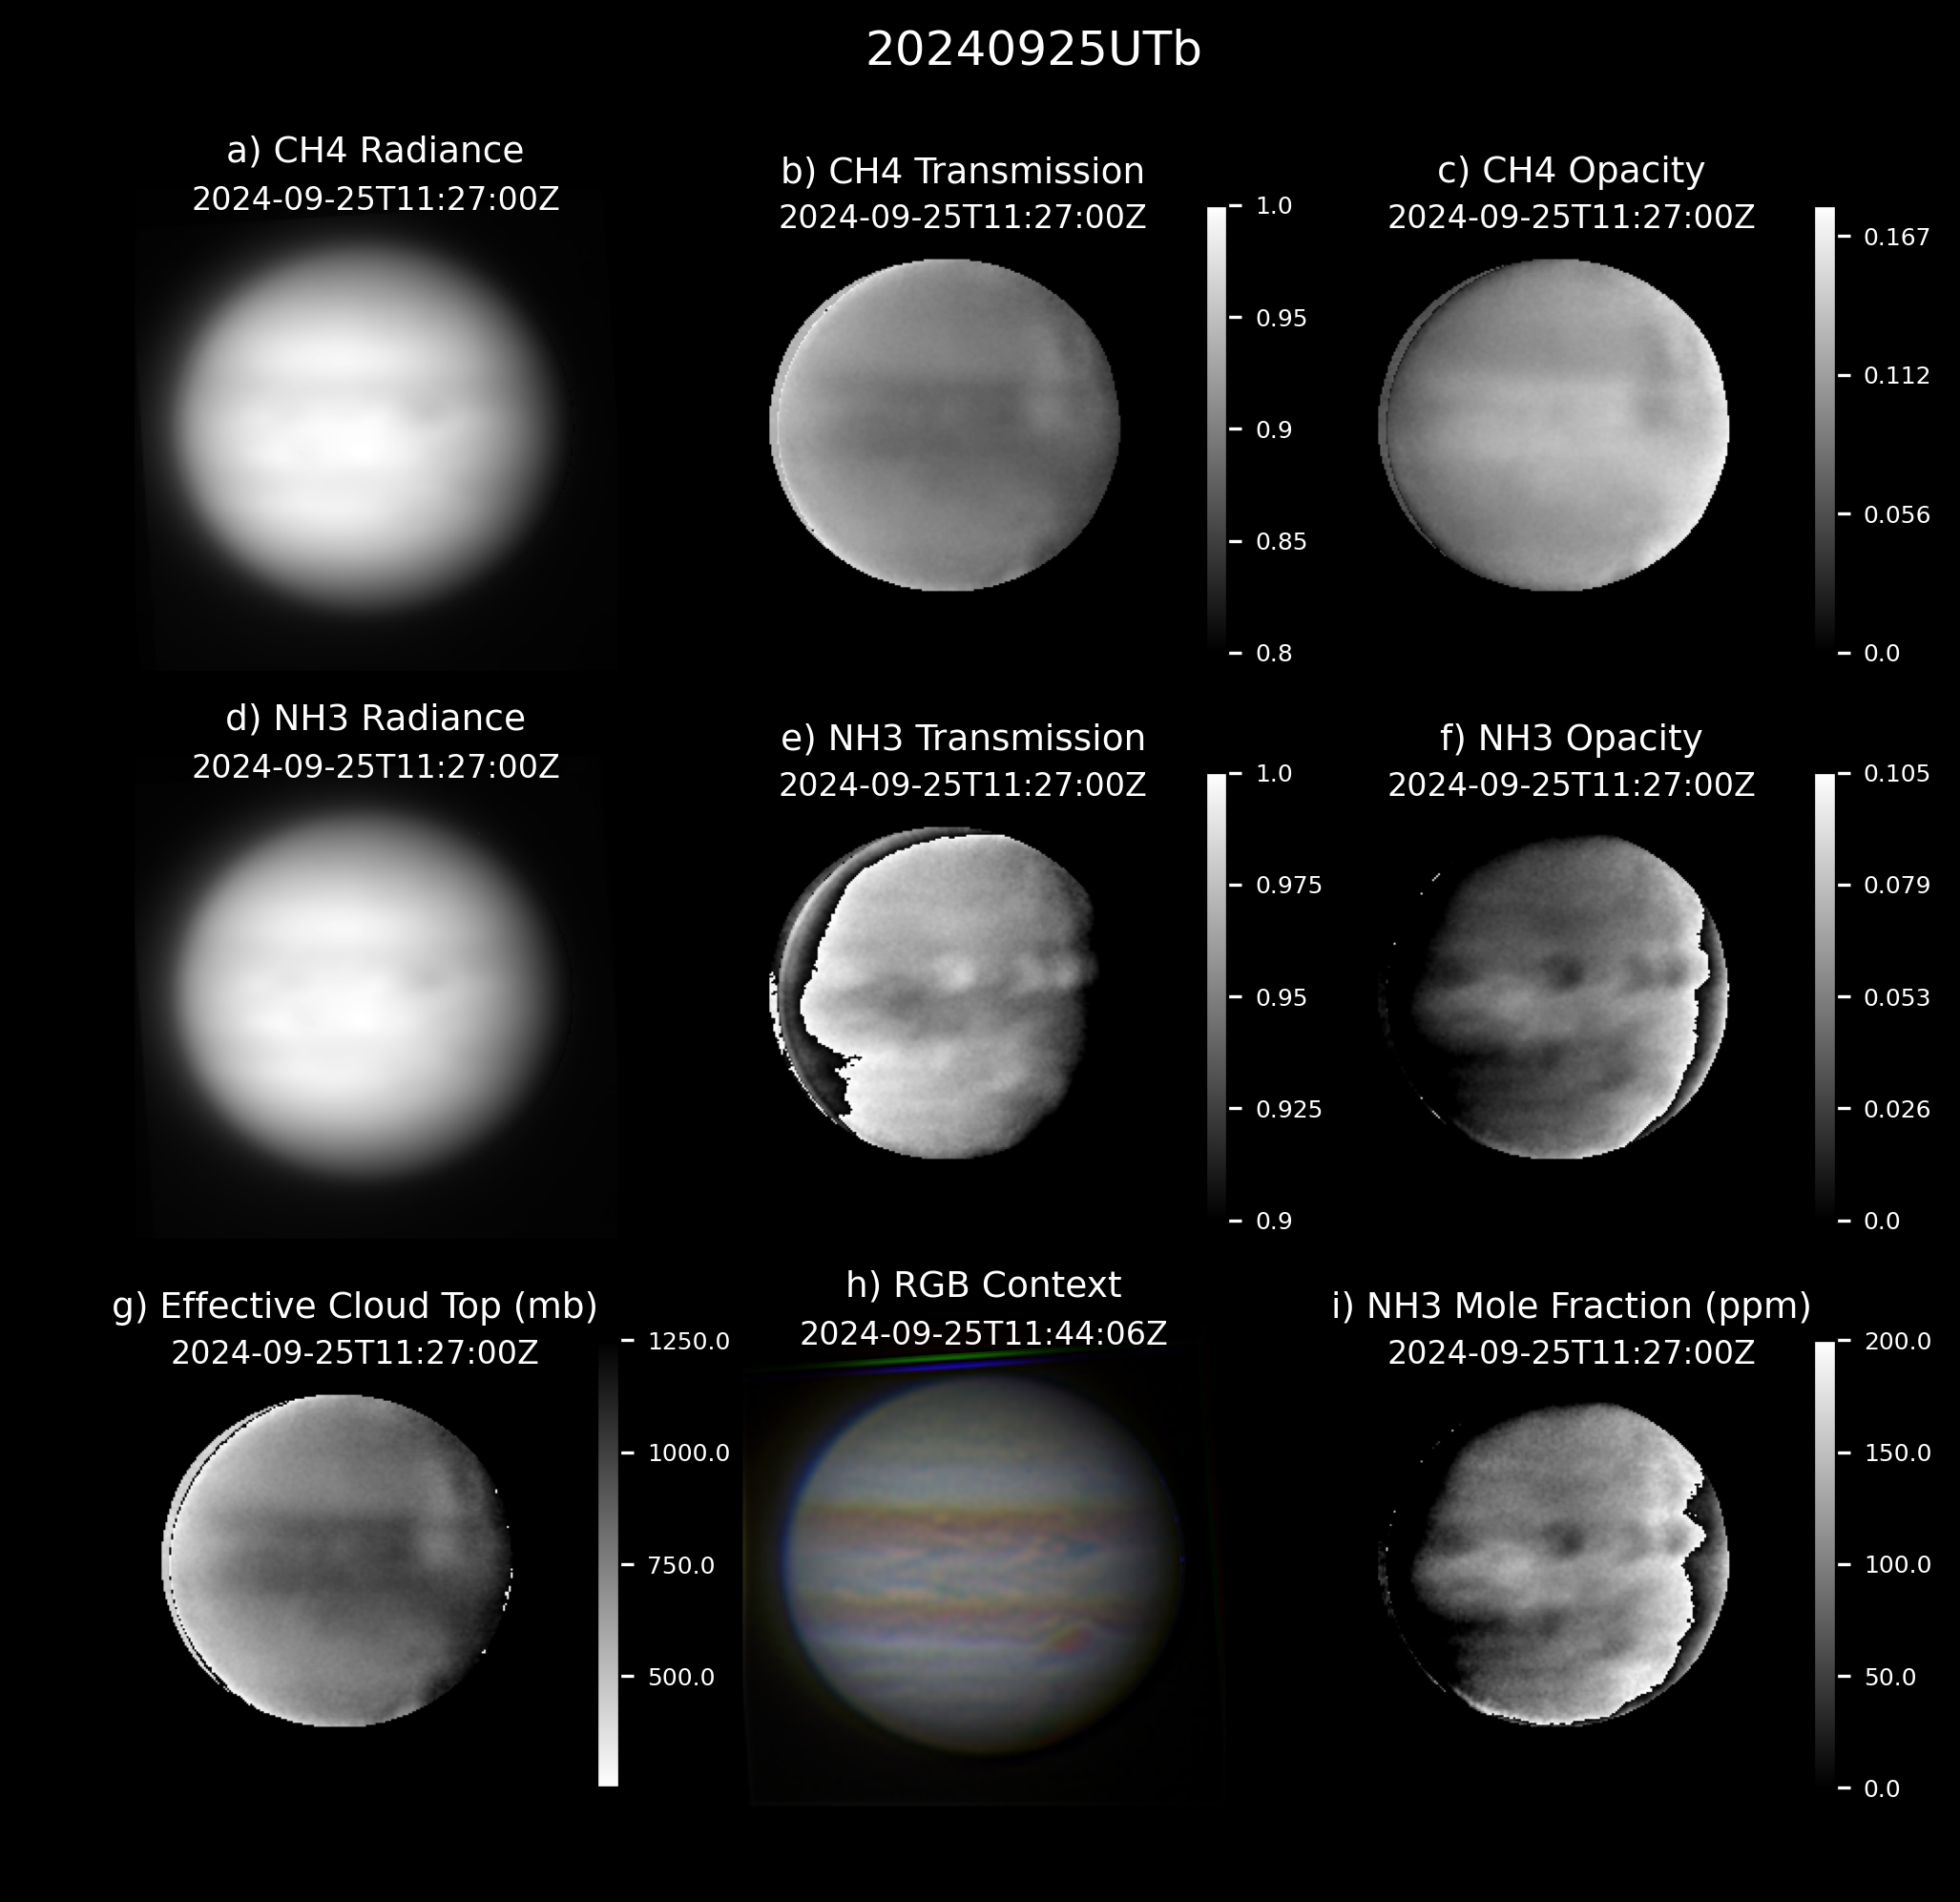 20240925UTb
a) CH4 Radiance
2024-09-25T11:27:00Z
b) CH4 Transmission
2024-09-25T11:27:00Z
1.0
0.95
0.9
0.85
0.8
c) CH4 Opacity
2024-09-25T11:27:00Z
0.167
0.112
0.056
0.0
d) NH3 Radiance
2024-09-25T11:27:00Z
e) NH3 Transmission
2024-09-25T11:27:00Z
1.0
0.975
0.95
0.925
0.9
f) NH3 Opacity
2024-09-25T11:27:00Z
0.105
0.079
0.053
0.026
0.0
g) Effective Cloud Top (mb)
2024-09-25T11:27:00Z
1250.0
1000.0
750.0
500.0
h) RGB Context
2024-09-25T11:44:06Z
i) NH3 Mole Fraction (ppm)
2024-09-25T11:27:00Z
200.0
150.0
100.0
50.0
0.0